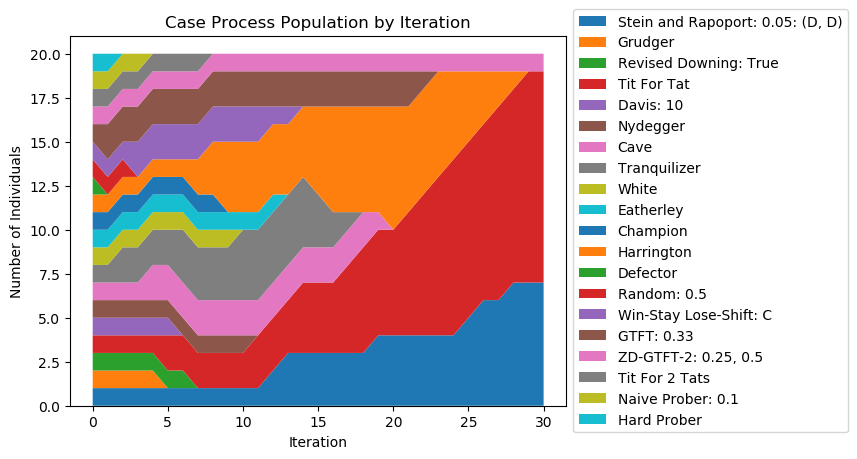 Case Process Population by Iteration
Number of Individuals
20.0
17.5
15.0
12.5
10.0
7.5
5.0
2.5
0.0
0 5 10 15 20 25 30
Iteration
Stein and Rapoport: 0.05: (D, D)
Grudger
Revised Downing: True
Tit For Tat
Davis: 10
Nydegger
Cave
Tranquilizer
White
Eatherley
Champion
Harrington
Defector
Random: 0.5
Win-Stay Lose-Shift: C
GTFT: 0.33
ZD-GTFT-2: 0.25, 0.5
Tit For 2 Tats
Naive Prober: 0.1
Hard Prober